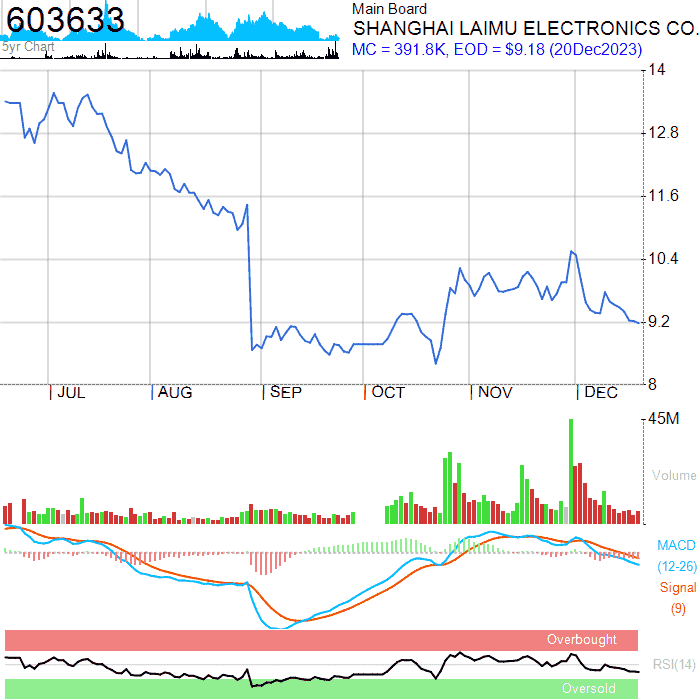 603633
5yr Chart
Main Board
SHANGHAI LAIMU ELECTRONICS CO.
MC = 391.8K, EOD = $9.18 (20Dec2023)
14
12.8
11.6
10.4
9.2
8
JUL AUG SEP OCT NOV DEC
45M
Volume
MACD
(12-26)
Signal
(9)
Overbought
RSI(14)
Oversold